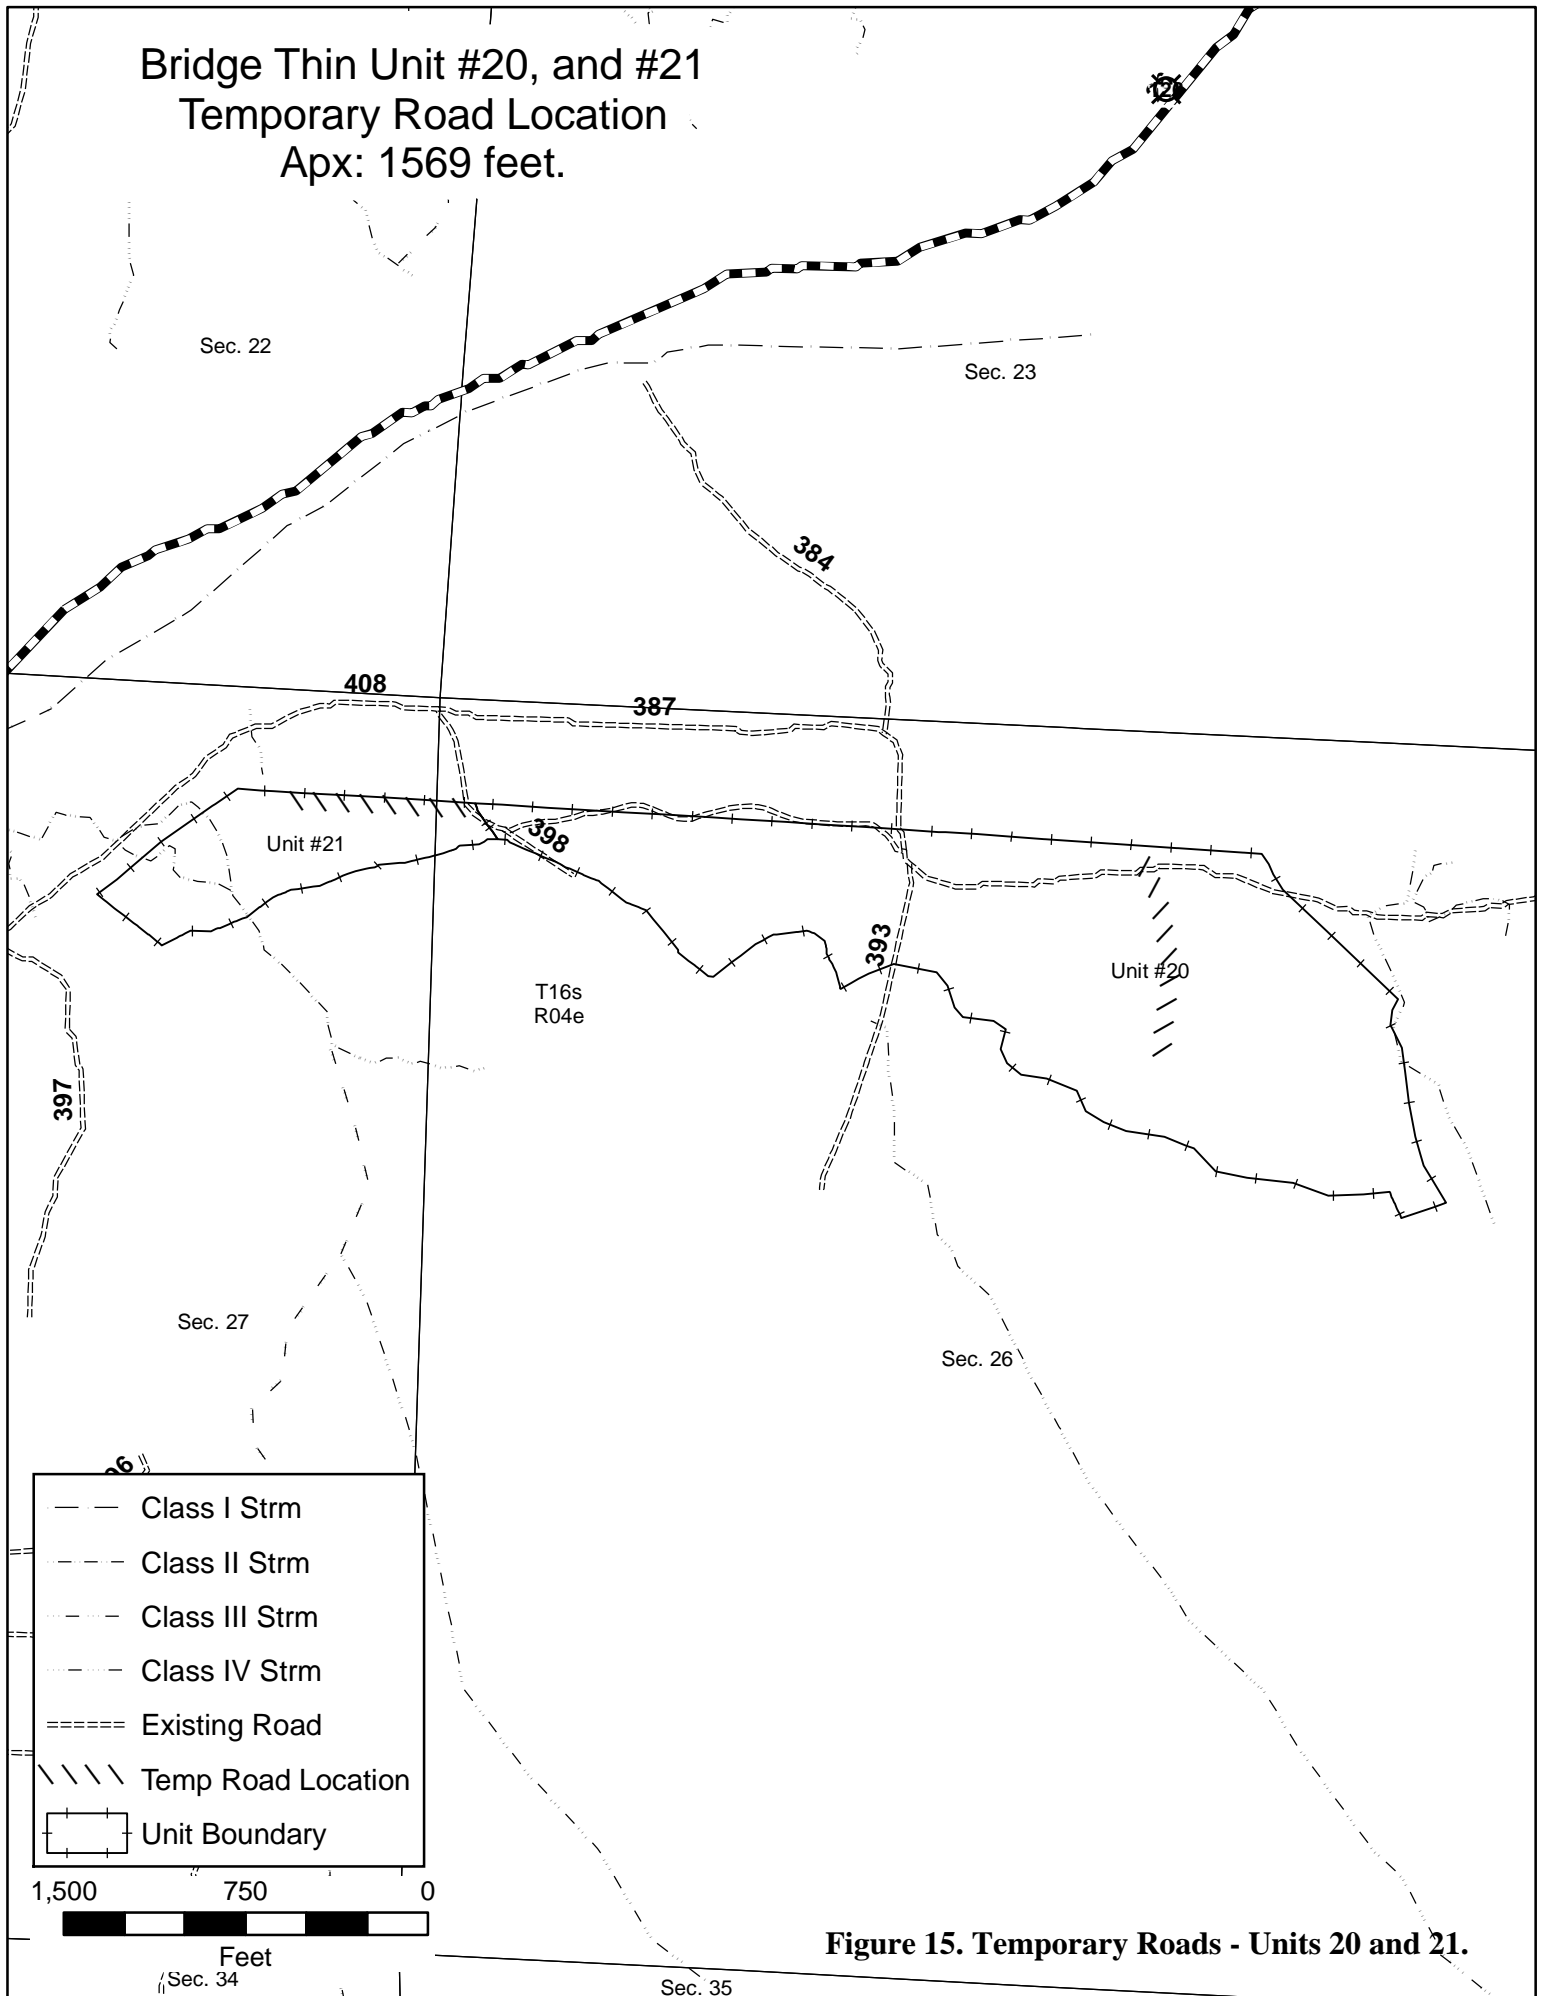 Bridge Thin Unit #20, and #21
Temporary Road Location
Apx: 1569 feet.
Sec. 22
Sec. 23
384
408
387
398
Unit #21
393
Unit #20
T16s
R04e
397
Sec. 27
Sec. 26
Class I Strm
Class II Strm
Class III Strm
Class IV Strm
Existing Road
Temp Road Location
Unit Boundary
1,500 750 0
Feet
Figure 15. Temporary Roads - Units 20 and 21.
Sec. 34
Sec. 35